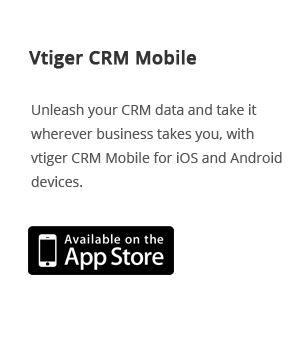 Vtiger CRM Mobile
Unleash your CRM data and take it
wherever business takes you, with
vtiger CRM Mobile for iOS and Android
devices.
Available on the
App Store